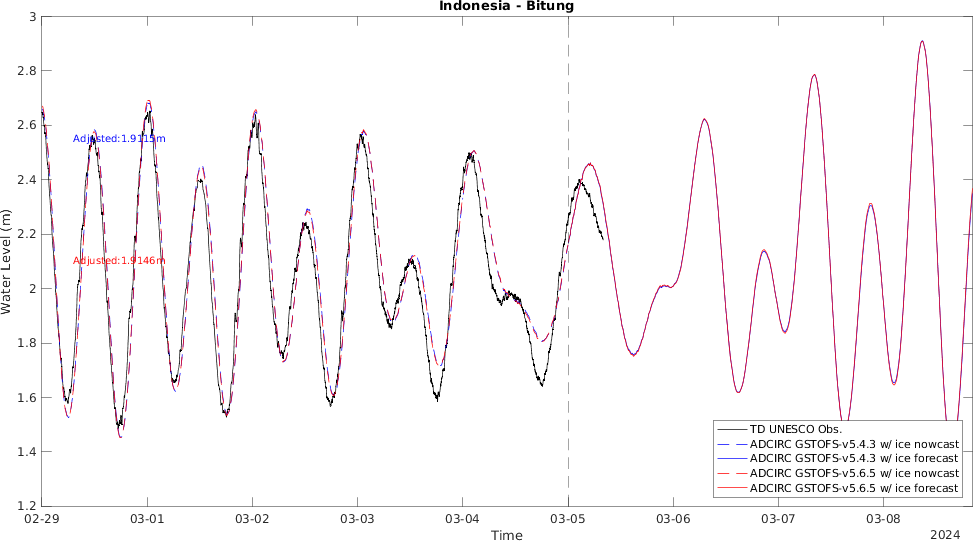 Indonesia - Bitung
3
2.8
2.6
2.4
2.2
2
1.8
1.6
1.4
1.2
Water Level (m)
Adjusted:1.9115m
Adjusted:1.9146m
TD UNESCO Obs.
ADCIRC GSTOFS-v5.4.3 w/ ice nowcast
ADCIRC GSTOFS-v5.4.3 w/ ice forecast
ADCIRC GSTOFS-v5.6.5 w/ ice nowcast
ADCIRC GSTOFS-v5.6.5 w/ ice forecast
02-29 03-01 03-02 03-03 03-04 03-05 03-06 03-07 03-08
Time
2024